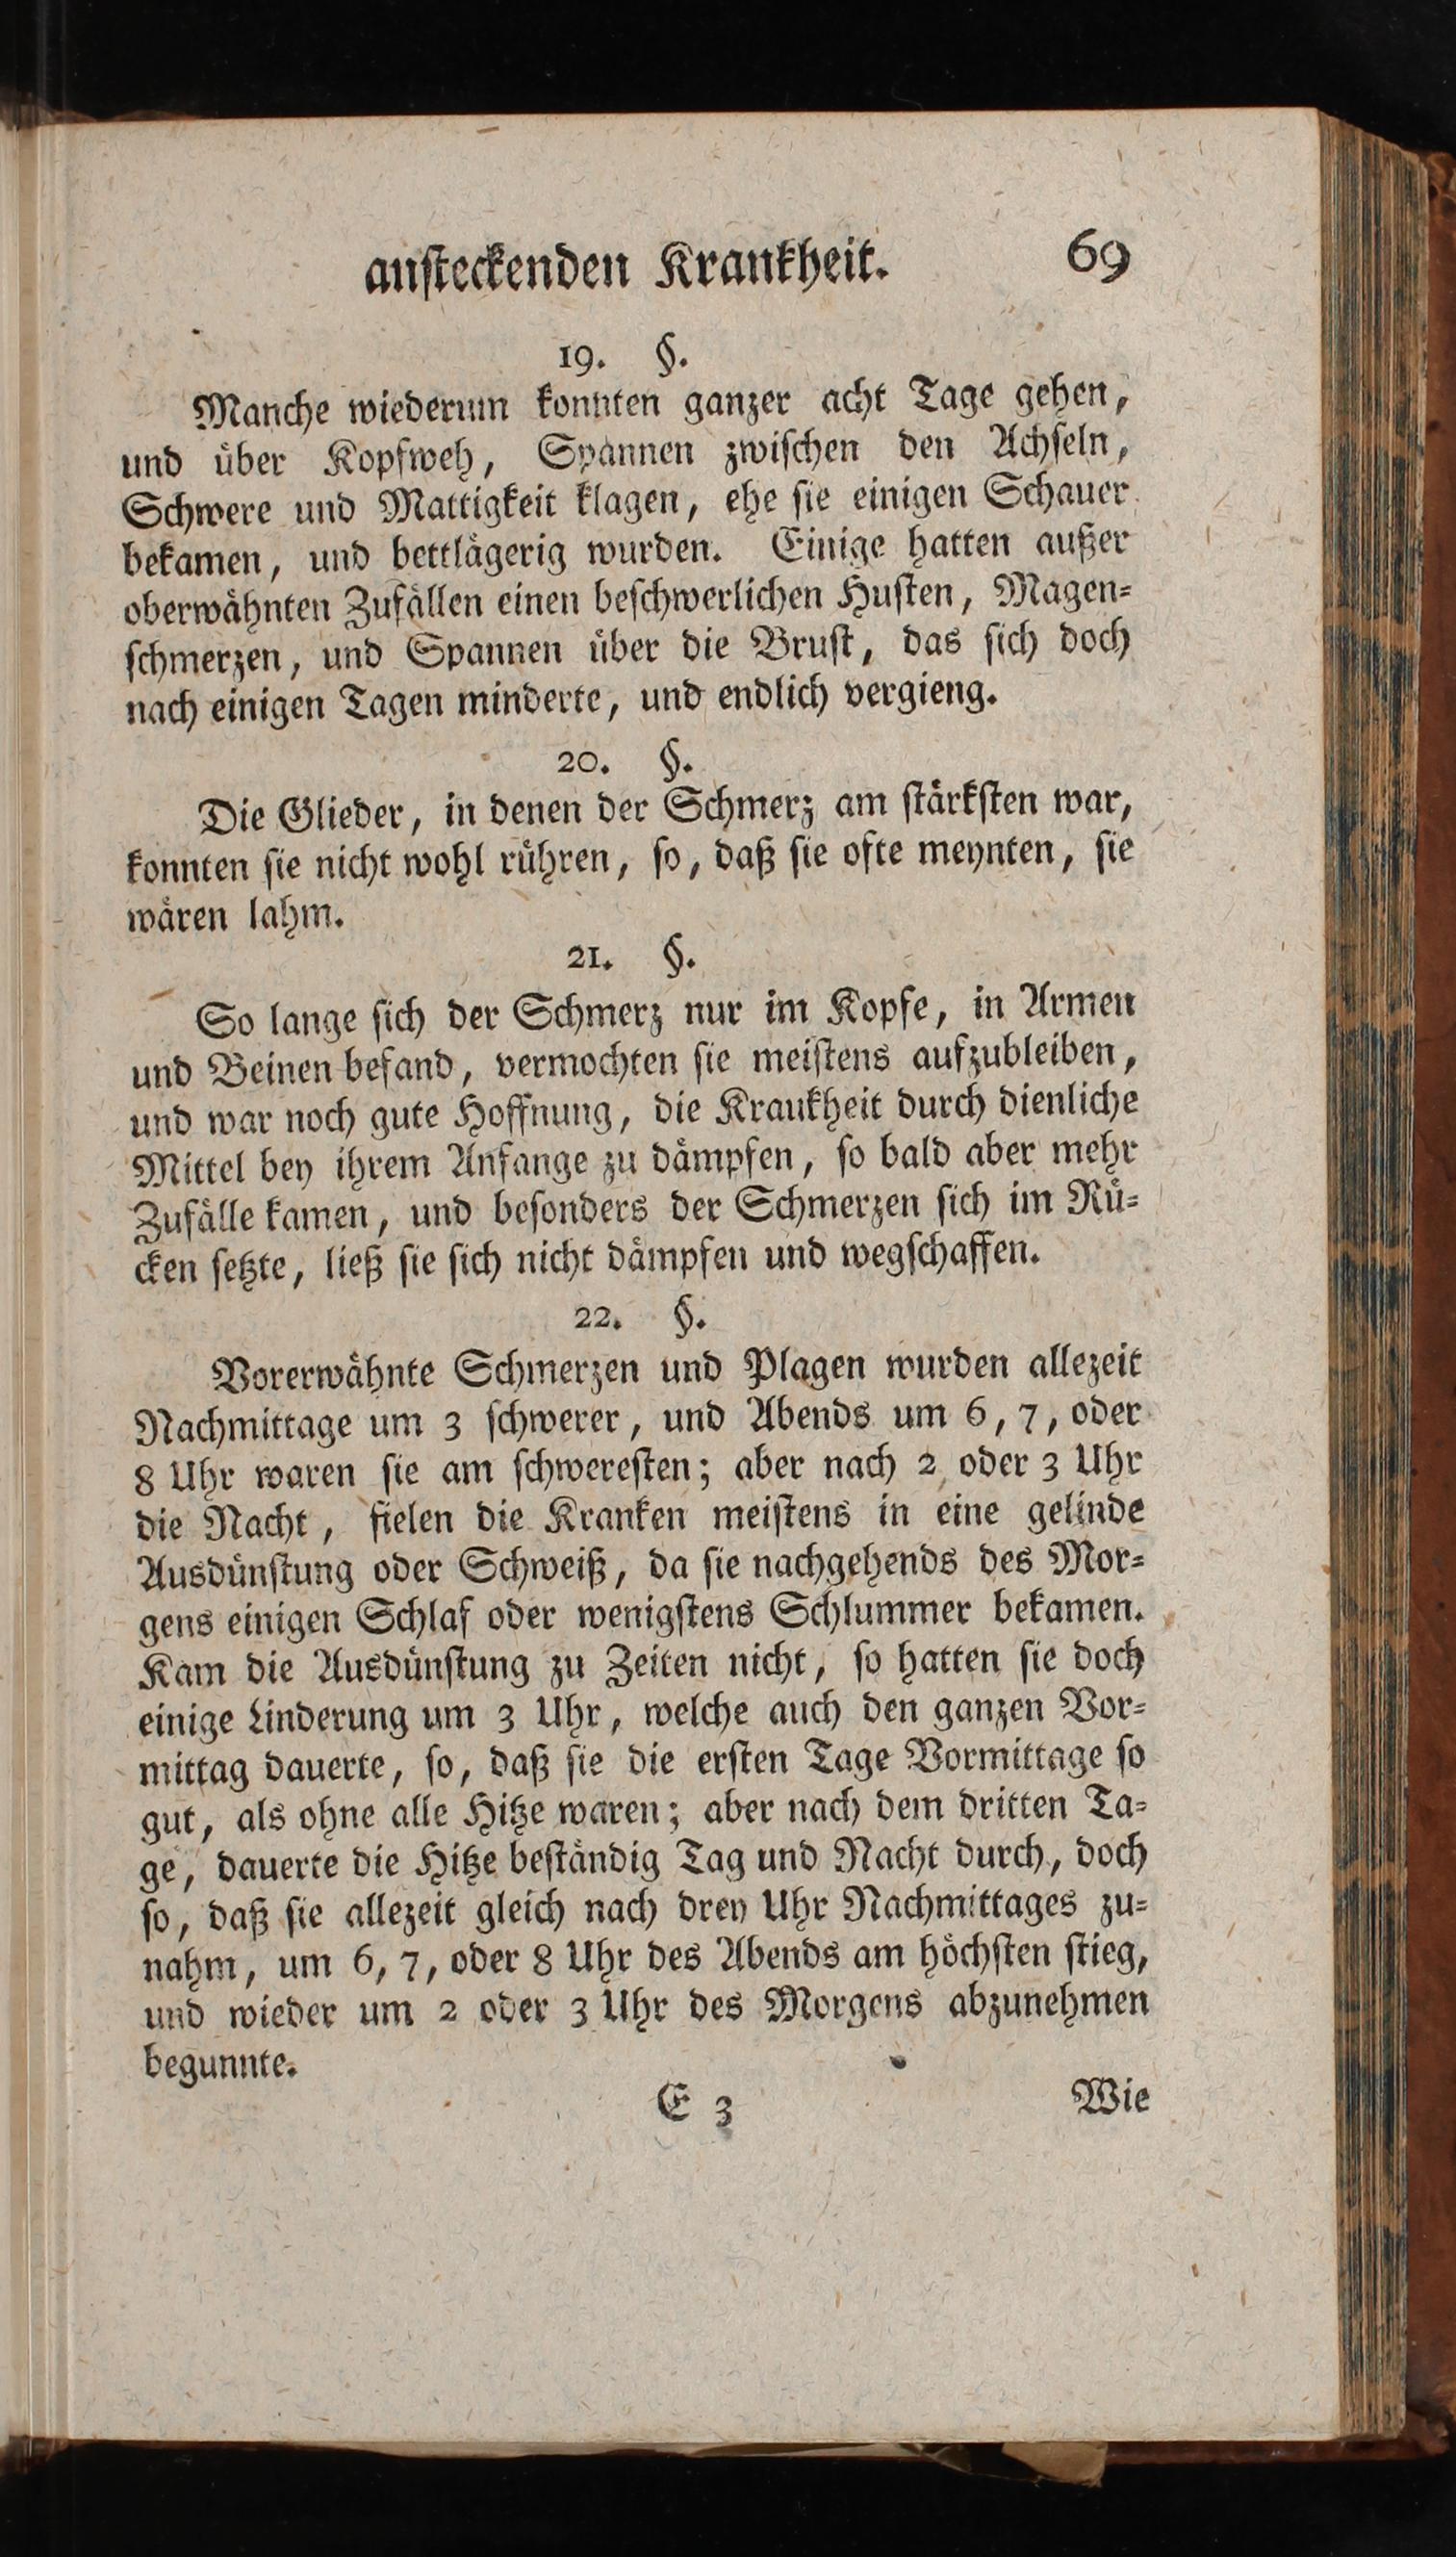 anſteckenden Krankheit. 69
19. §.
Manche wiederum konnten ganzer acht Tage gehen,
und über Kopfweh, Spannen zwiſchen den Achſeln,
Schwere und Mattigkeit klagen, ehe ſie einigen Schauer
bekamen, und bettlägerig wurden. Einige hatten außer
oberwähnten Zufällen einen beſchwerlichen Huſten, Magen⸗
ſchmerzen, und Spannen über die Bruſt, das ſich doch
nach einigen Tagen minderte, und endlich vergieng.
20. §.
Die Glieder, in denen der Schmerz am ſtärkſten war,
konnten ſie nicht wohl rühren, ſo, daß ſie ofte meynten, ſie
wären lahm.
21. §.
So lange ſich der Schmerz nur im Kopfe, in Armen
und Beinen befand, vermochten ſie meiſtens aufzubleiben,
und war noch gute Hoffnung, die Kraukheit durch dienliche
Mittel bey ihrem Anfange zu dämpfen, ſo bald aber mehr
Zufälle kamen, und beſonders der Schmerzen ſich im Rü⸗
cken ſetzte, ließ ſie ſich nicht dämpfen und wegſchaffen.
22. §.
Vorerwähnte Schmerzen und Plagen wurden allezeit
Nachmittage um 3 ſchwerer, und Abends um 6, 7, oder
8 Uhr waren ſie am ſchwereſten; aber nach 2 oder 3 Uhr
die Nacht, fielen die Kranken meiſtens in eine gelinde
Ausdünſtung oder Schweiß, da ſie nachgehends des Mor⸗
gens einigen Schlaf oder wenigſtens Schlummer bekamen.
Kam die Ausdünſtung zu Zeiten nicht, ſo hatten ſie doch
einige Linderung um 3 Uhr, welche auch den ganzen Vor⸗
mittag dauerte, ſo, daß ſie die erſten Tage Vormittage ſo
gut, als ohne alle Hitze waren; aber nach dem dritten Ta⸗
ge, dauerte die Hitze beſtändig Tag und Nacht durch, doch
ſo, daß ſie allezeit gleich nach drey Uhr Nachmittages zu⸗
nahm, um 6, 7, oder 8 Uhr des Abends am höchſten ſtieg,
und wieder um 2 oder 3 Uhr des Morgens abzunehmen
begunnte.
E 3 Wie